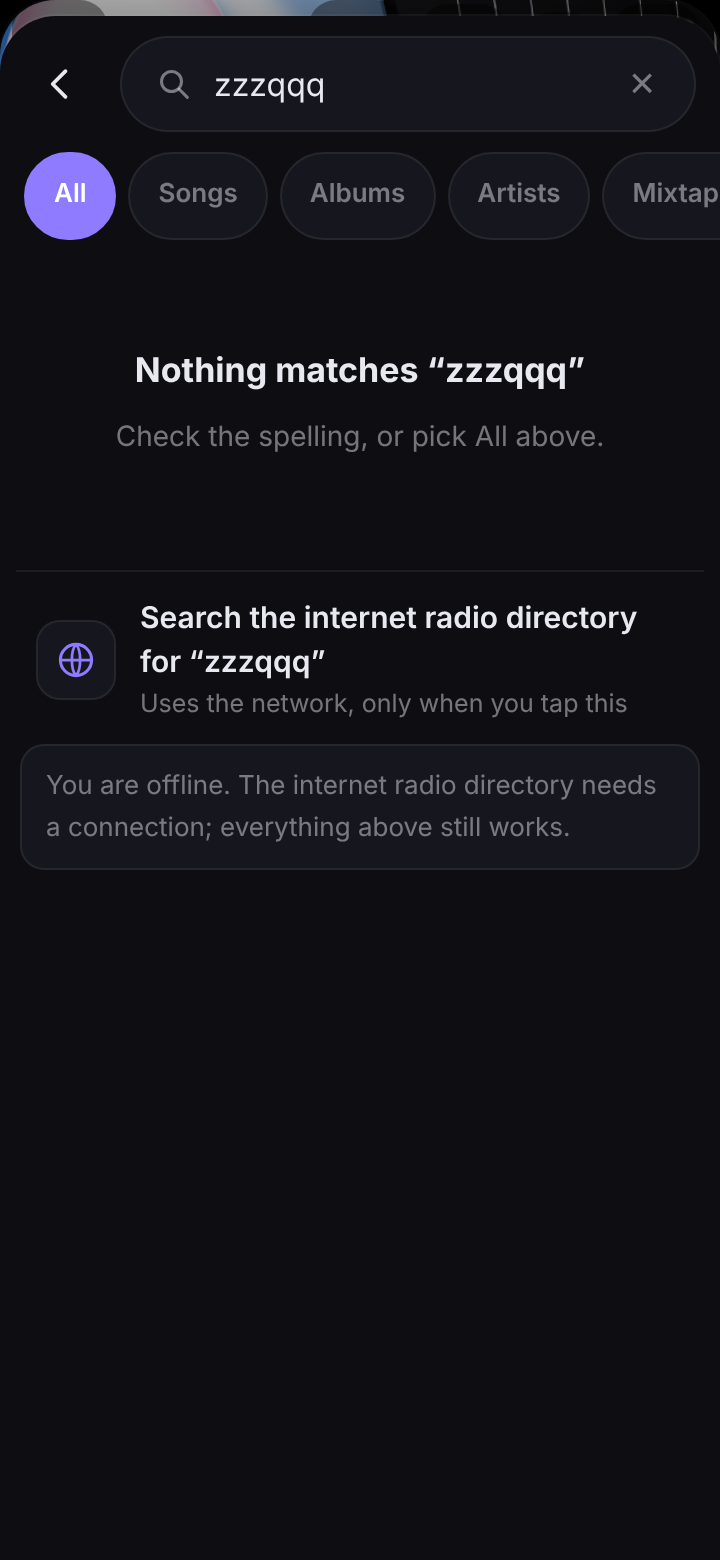 zzzqqq
All
Songs
Albums
Artists
Mixtap
Nothing matches “zzzqqq”
Check the spelling, or pick All above.
Search the internet radio directory
for “zzzqqq”
Uses the network, only when you tap this
You are offline. The internet radio directory needs
a connection; everything above still works.